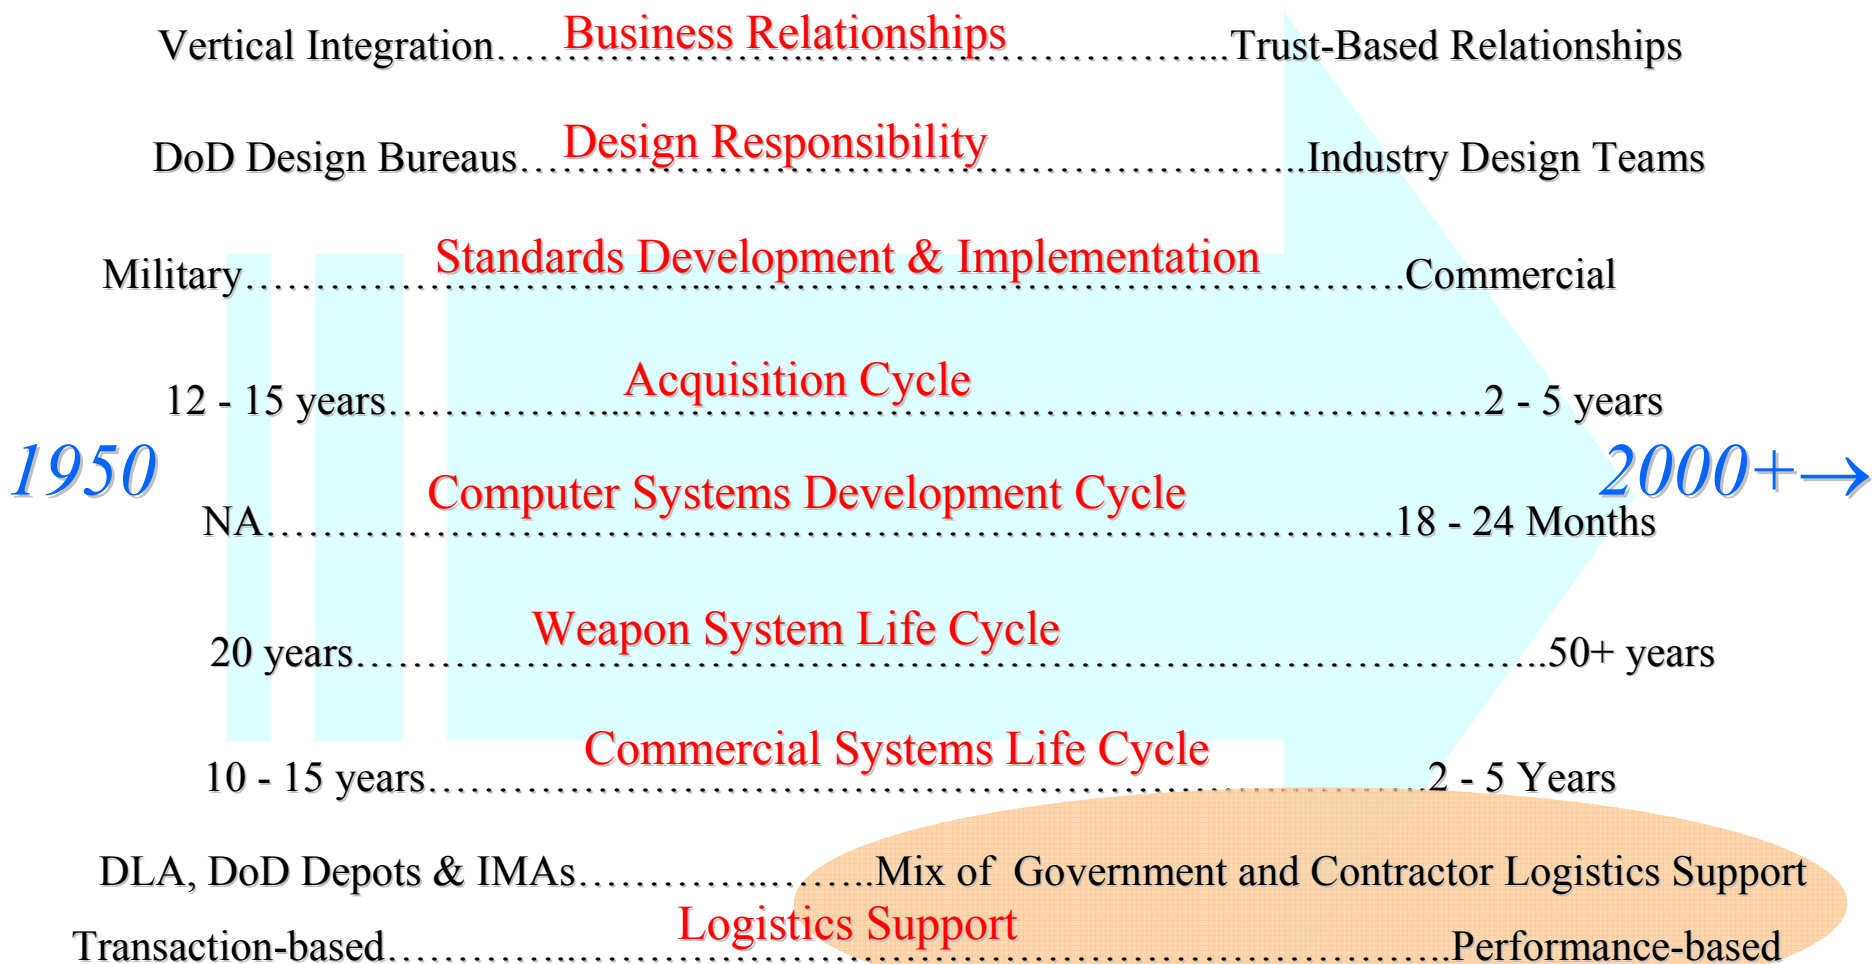 Business Relationships
Vertical Integration…………………..……………………………...Trust-Based Relationships
Design Responsibility
DoD Design Bureaus…………………………………………………..Industry Design Teams
Standards Development & Implementation
Military……………..……………...……………..…..………………………….Commercial
Acquisition Cycle
12 - 15 years……………...………………………………………………………2 - 5 years
1950
2000+→
Computer Systems Development Cycle
NA……………………………………………………………….……….18 - 24 Months
Weapon System Life Cycle
20 years………………………………………………………..…………………..50+ years
Commercial Systems Life Cycle
10 - 15 years………………………………………………………………….2 - 5 Years
DLA, DoD Depots & IMAs…………...……...Mix of Government and Contractor Logistics Support
Logistics Support
Transaction-based…………..…………………………………………………………..Performance-based